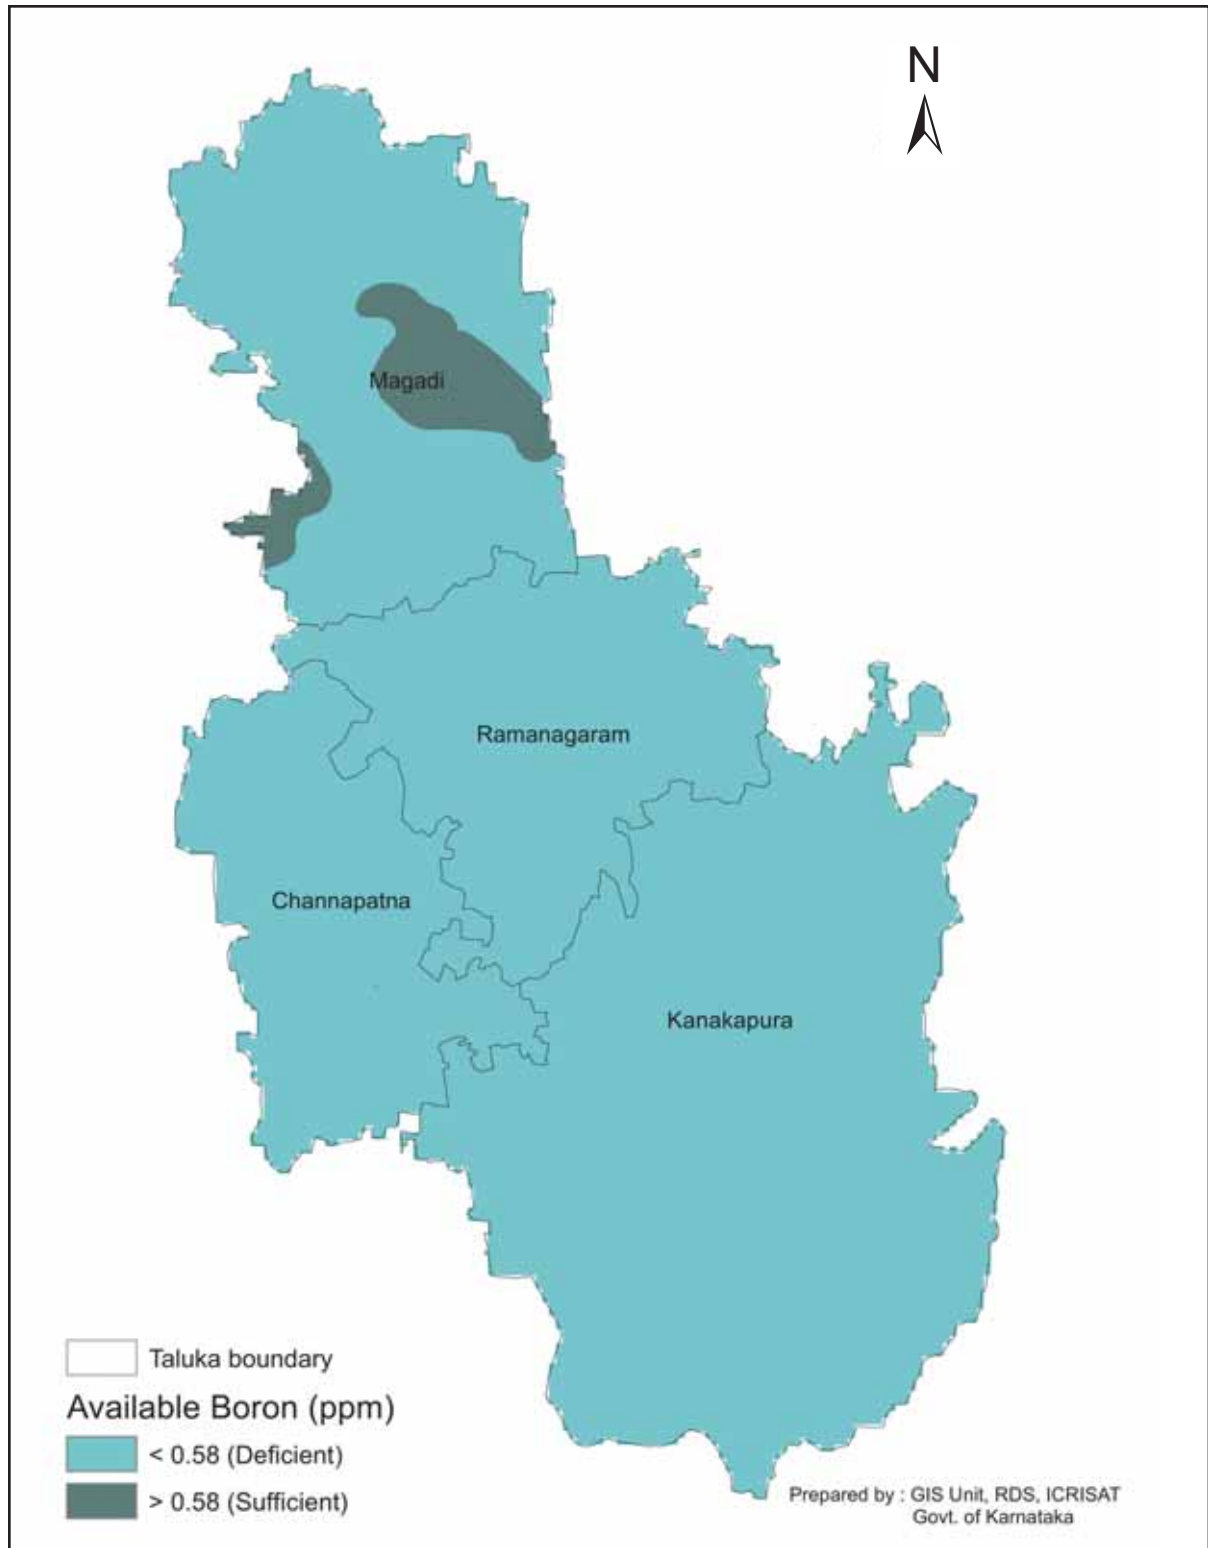 N
Magadi
Ramanagaram
Channapatna
Kanakapura
Taluka boundary
Available Boron (ppm)
< 0.58 (Deficient)
> 0.58 (Sufficient)
Prepared by : GIS Unit, RDS, ICRISAT
Govt. of Karnataka